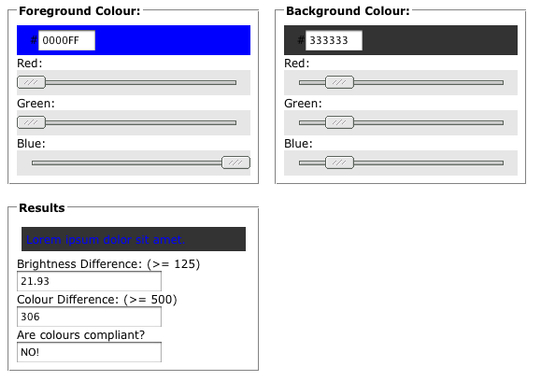 Foreground Colour:
# 0000FF
Red:
Green:
Blue:
Background Colour:
# 333333
Red:
Green:
Blue:
Results
Lorem ipsum dolor sit amet.
Brightness Difference: (>= 125)
21.93
Colour Difference: (>= 500)
306
Are colours compliant?
NO!